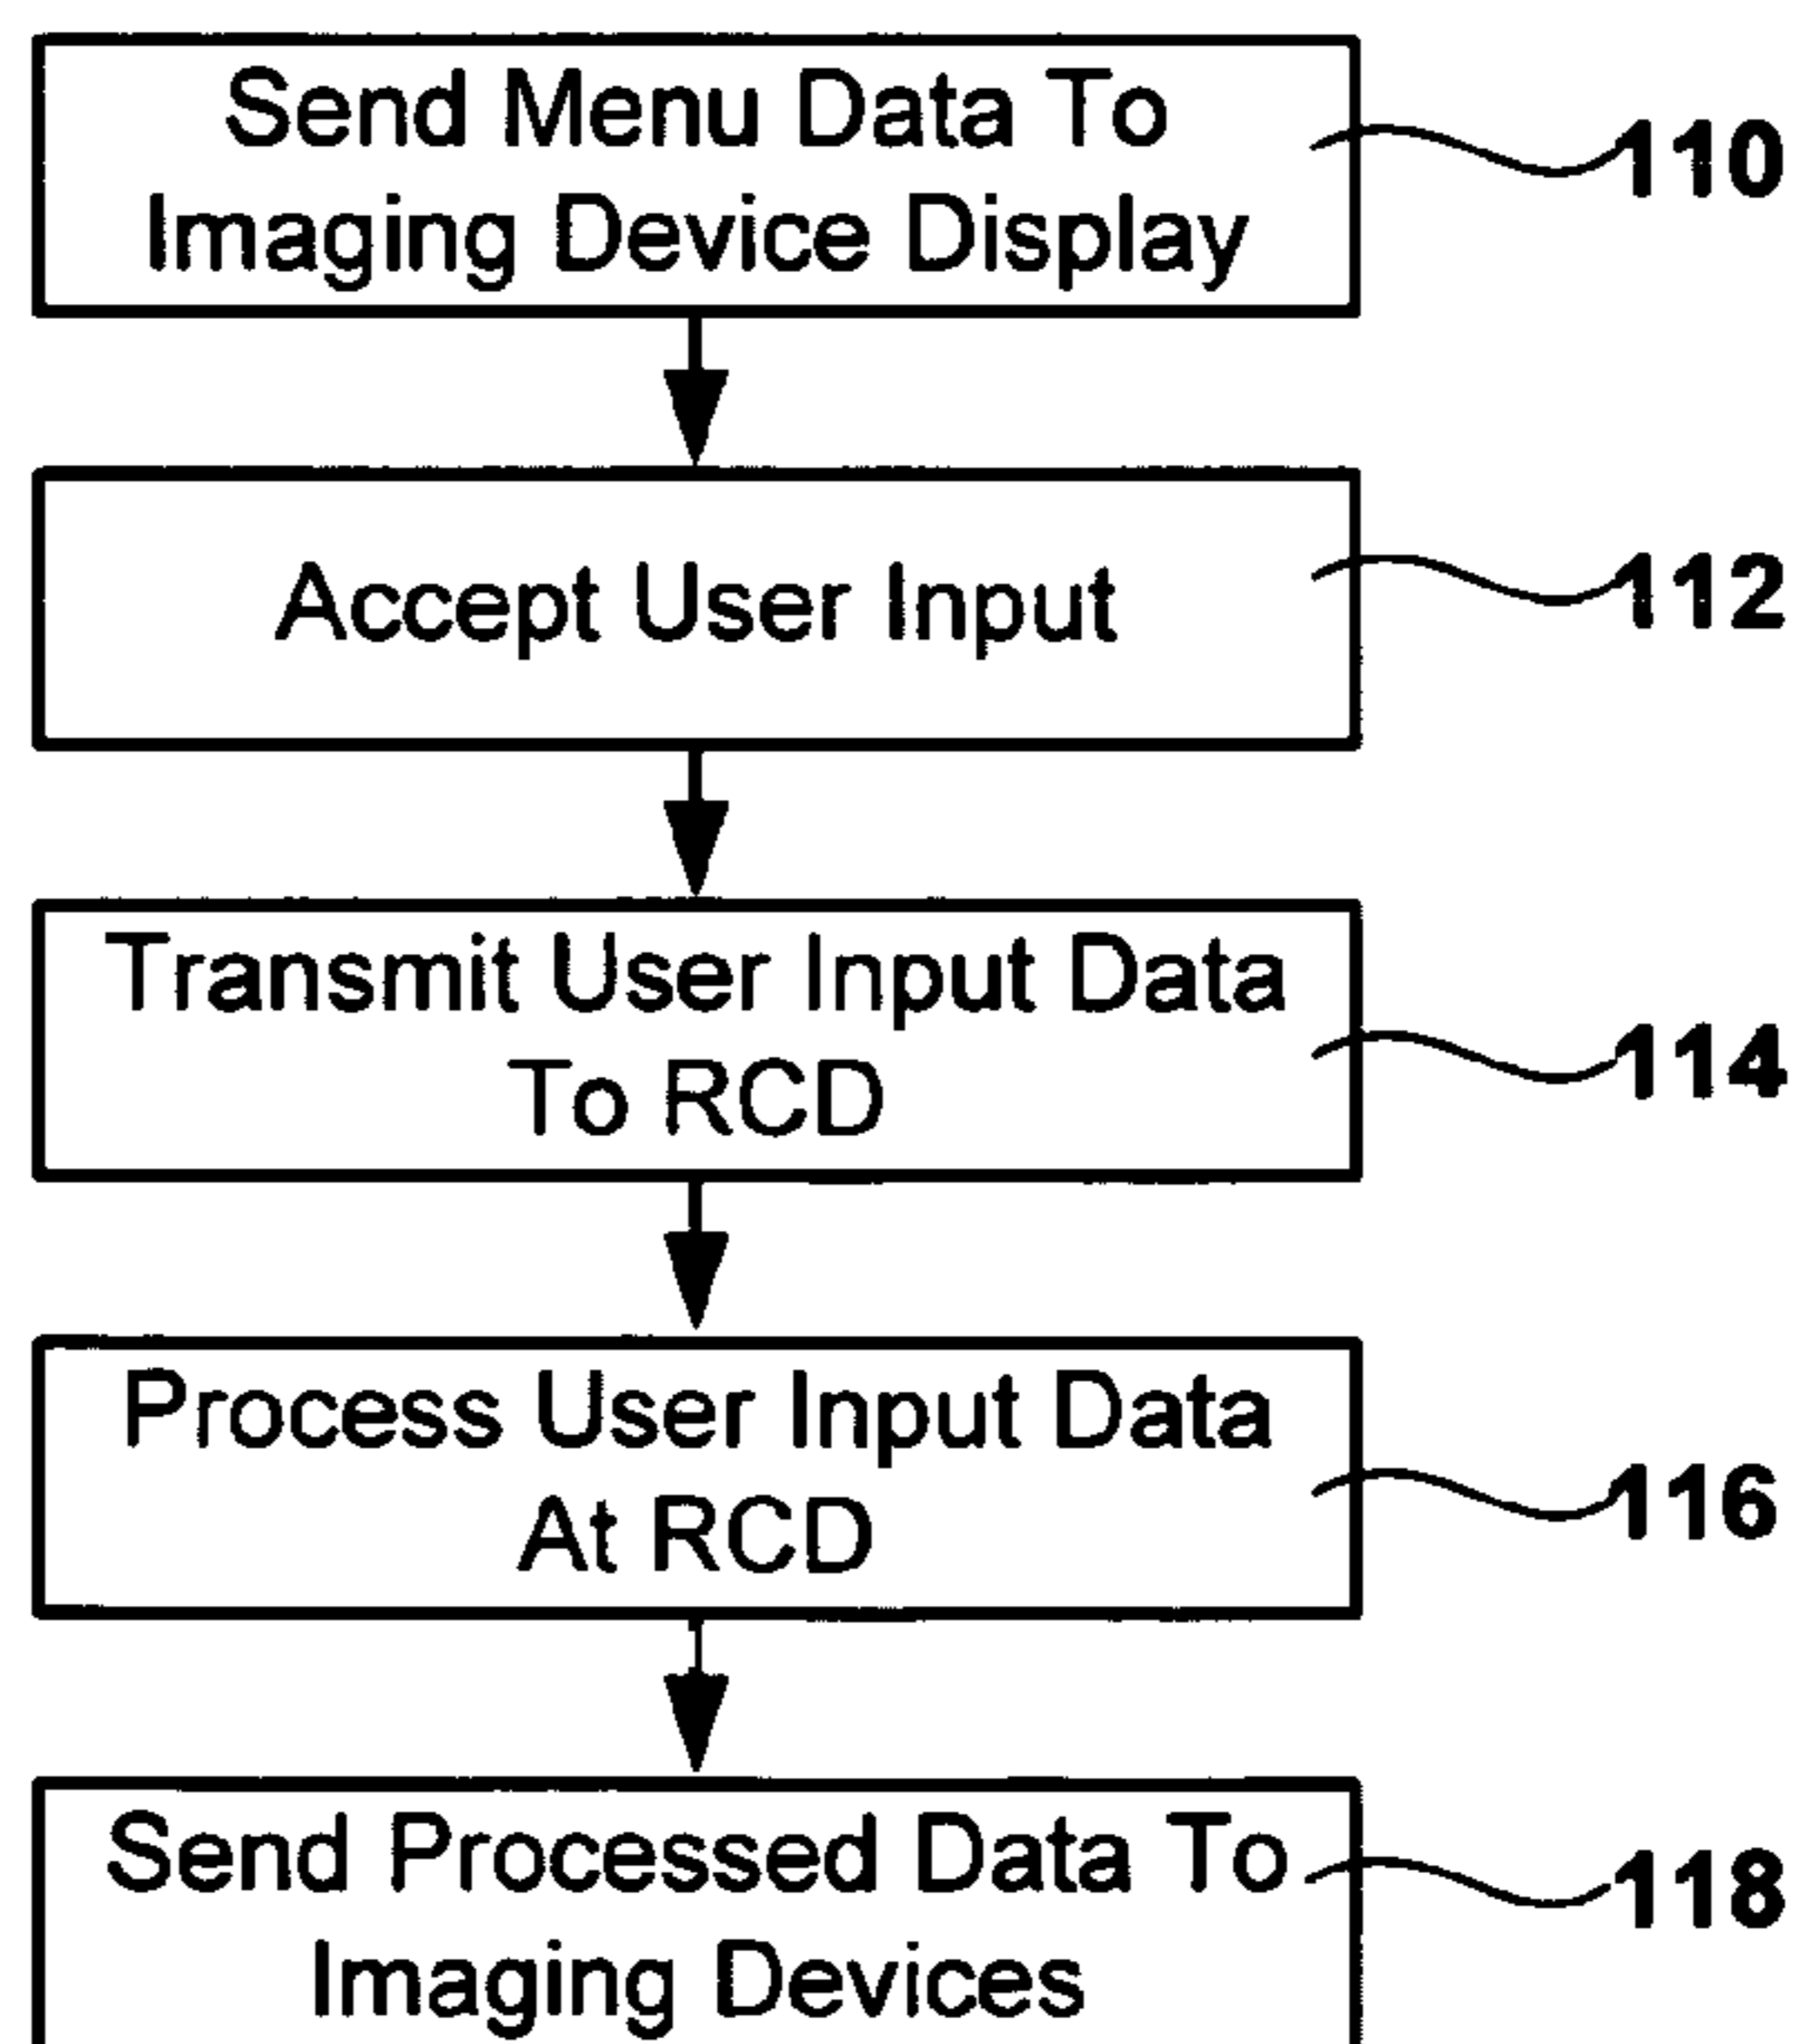 Send Menu Data To
Imaging Device Display
110
Accept User Input
112
Transmit User Input Data
To RCD
114
Process User Input Data
At RCD
116
Send Processed Data To
Imaging Devices
118